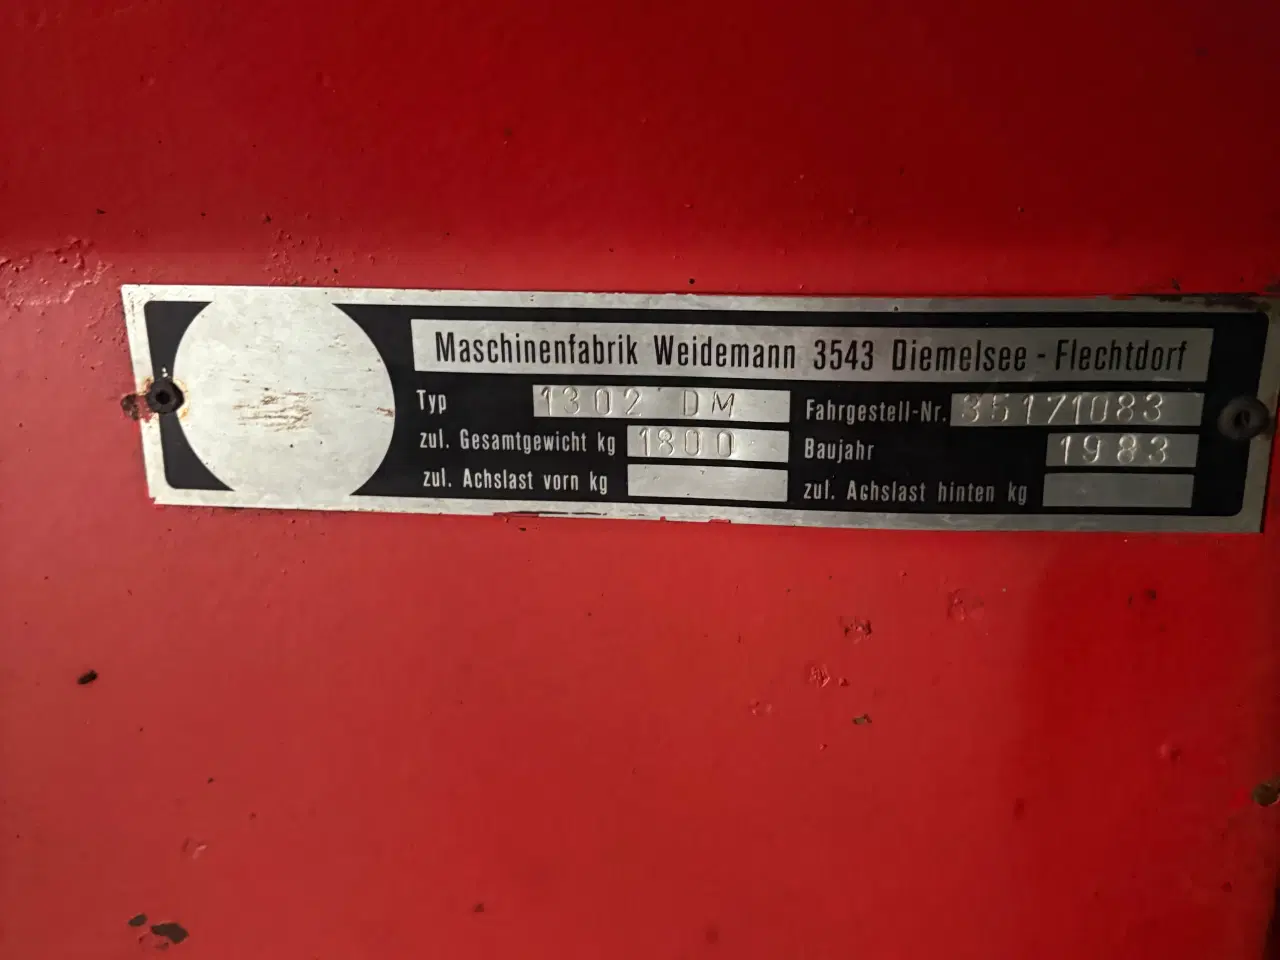 Maschinenfabrik Weidemann 3543 Diemelsee - Flechtdorf
Typ 1302 DM Fahrgestell-Nr. 35171083
zul. Gesamtgewicht kg 1800 Baujahr 1983
zul. Achslast vorn kg zul. Achslast hinten kg